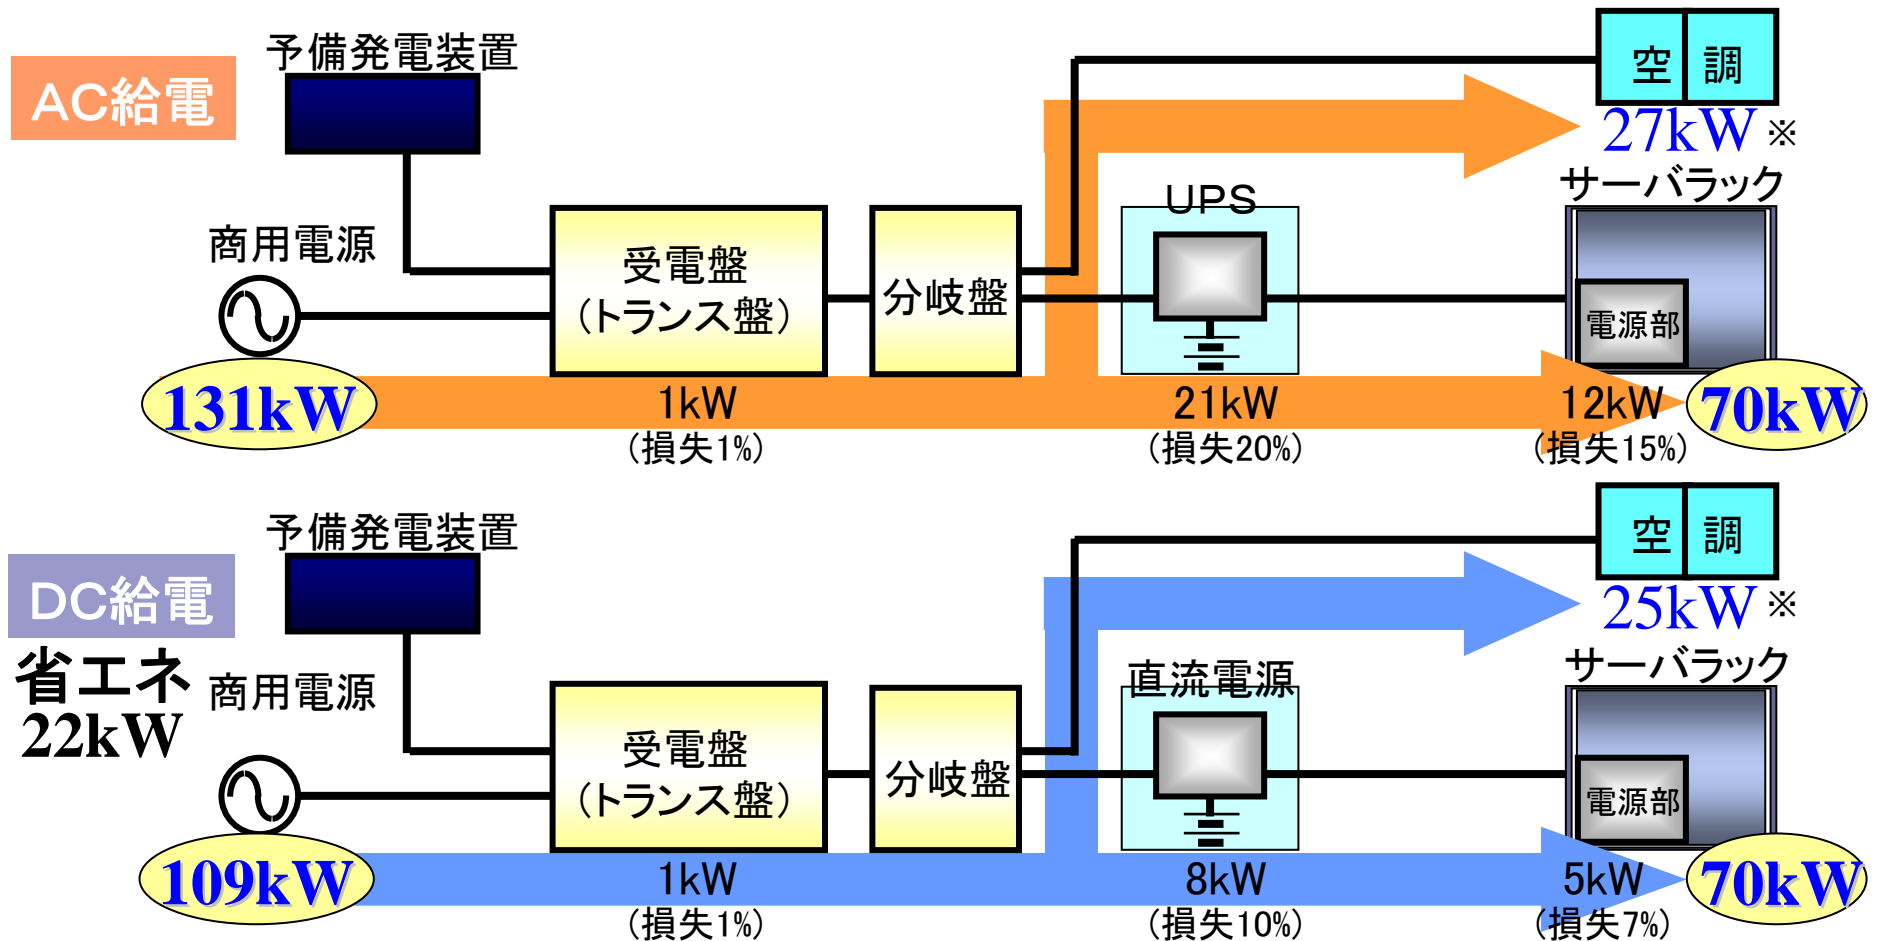 予備発電装置
空調
AC給電
27kW※
サーバラック
UPS
商用電源
受電盤
(トランス盤)
分岐盤
電源部
131kW
1kW
21kW
12kW
70kW
(損失1%)
(損失20%)
(損失15%)
予備発電装置
空調
DC給電
25kW※
省エネ
22kW
サーバラック
直流電源
商用電源
受電盤
(トランス盤)
分岐盤
電源部
109kW
1kW
8kW
5kW
70kW
(損失1%)
(損失10%)
(損失7%)